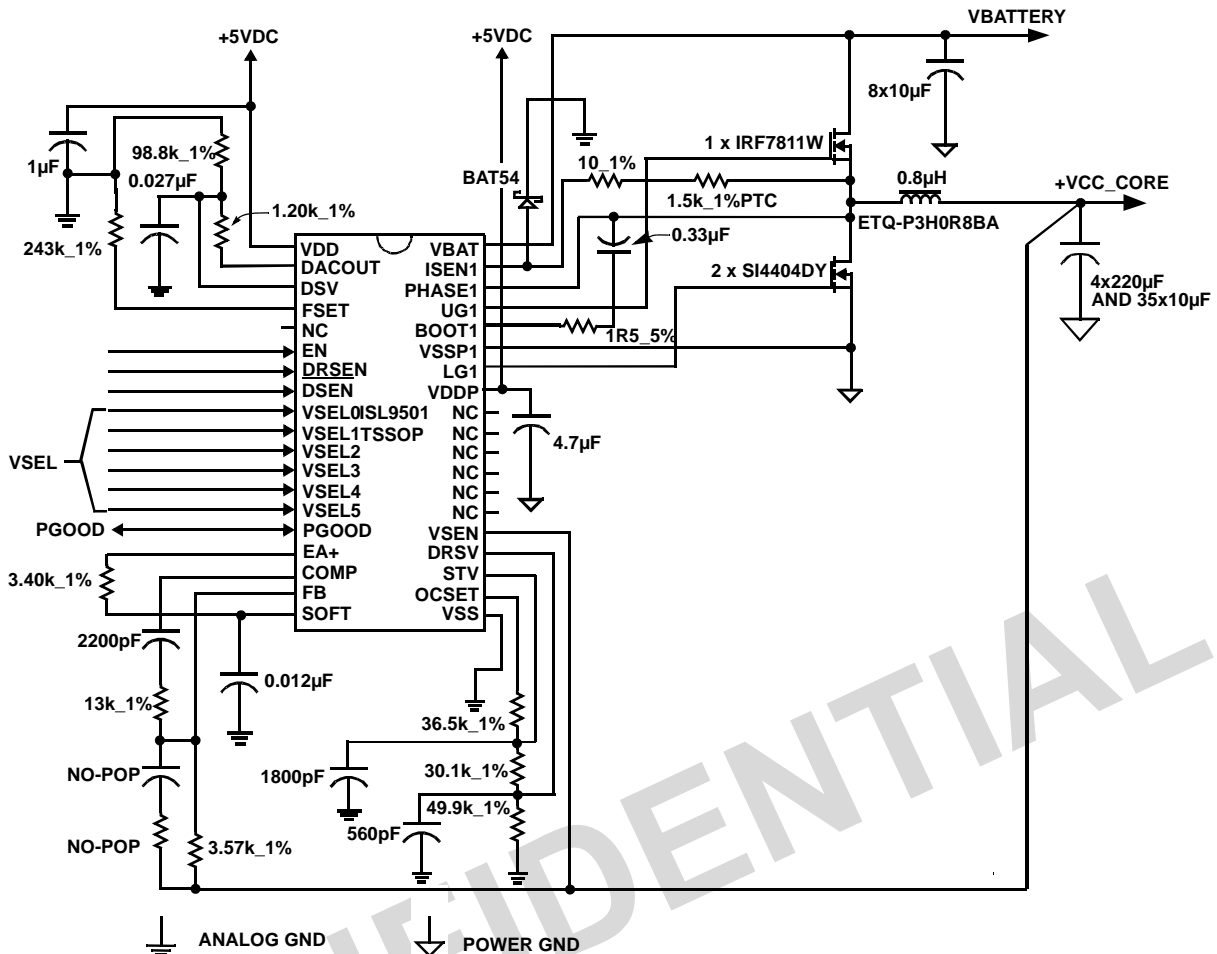 VBATTERY
+5VDC
+5VDC
8x10µF
1µF
98.8k_1%
0.027µF
1 x IRF7811W
10_1%
BAT54
0.8µH
+VCC_CORE
1.20k_1%
1.5k_1%PTC
ETQ-P3H0R8BA
243k_1%
0.33µF
VDD
DACOUT
DSV
FSET
NC
EN
DRSEN
DSEN
VSEL0ISL9501
VSEL1TSSOP
VSEL2
VSEL3
VSEL4
VSEL5
PGOOD
EA+
COMP
FB
SOFT
VBAT
ISEN1
PHASE1
UG1
BOOT1
VSSP1
LG1
VDDP
NC
NC
NC
NC
NC
NC
VSEN
DRSV
STV
OCSET
VSS
2 x SI4404DY
4x220µF
AND 35x10µF
1R5_5%
4.7µF
VSEL
PGOOD
3.40k_1%
2200pF
0.012µF
13k_1%
36.5k_1%
NO-POP
1800pF
30.1k_1%
49.9k_1%
560pF
NO-POP
3.57k_1%
ANALOG GND
POWER GND
FIDENTIAL